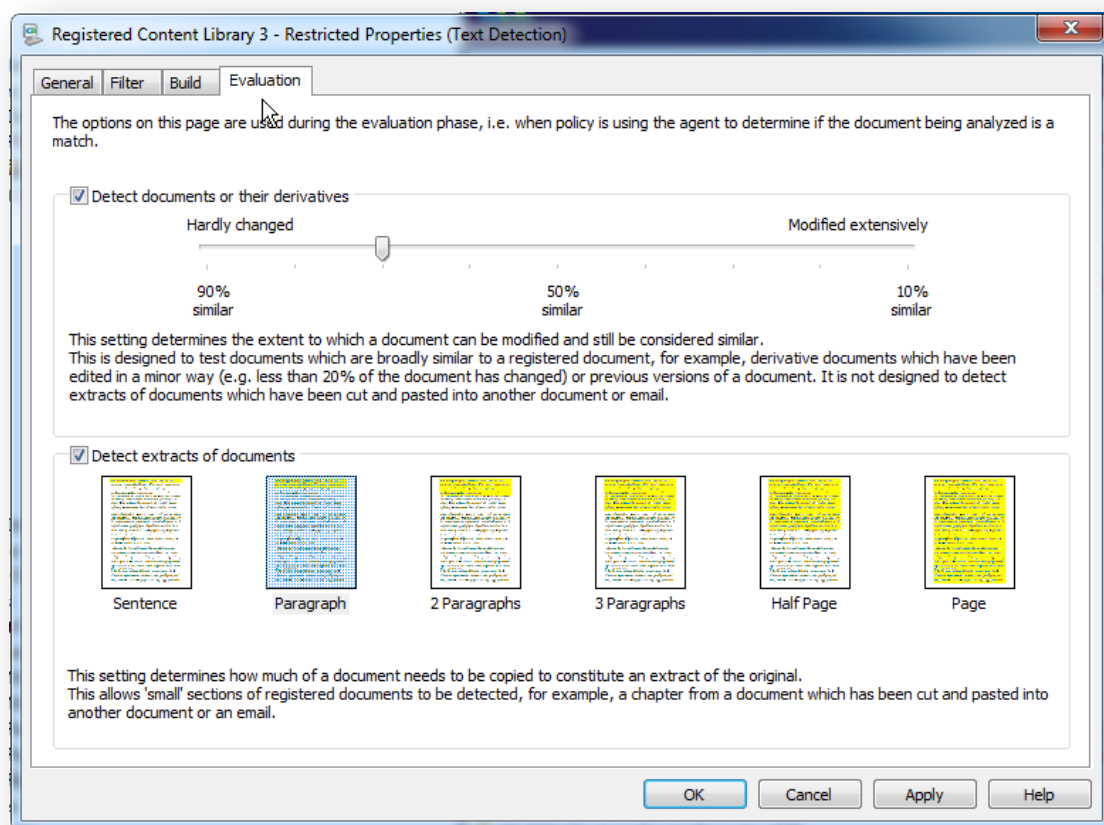 Registered Content Library 3 - Restricted Properties (Text Detection)
General Filter Build Evaluation
The options on this page are used during the evaluation phase, i.e. when policy is using the agent to determine if the document being analyzed is a
match.
Detect documents or their derivatives
Hardly changed Modified extensively
90% 50% 10%
similar similar similar
This setting determines the extent to which a document can be modified and still be considered similar.
This is designed to test documents which are broadly similar to a registered document, for example, derivative documents which have been
edited in a minor way (e.g. less than 20% of the document has changed) or previous versions of a document. It is not designed to detect
extracts of documents which have been cut and pasted into another document or email.
Detect extracts of documents
Sentence Paragraph 2 Paragraphs 3 Paragraphs Half Page Page
This setting determines how much of a document needs to be copied to constitute an extract of the original.
This allows 'small' sections of registered documents to be detected, for example, a chapter from a document which has been cut and pasted into
another document or an email.
OK Cancel Apply Help